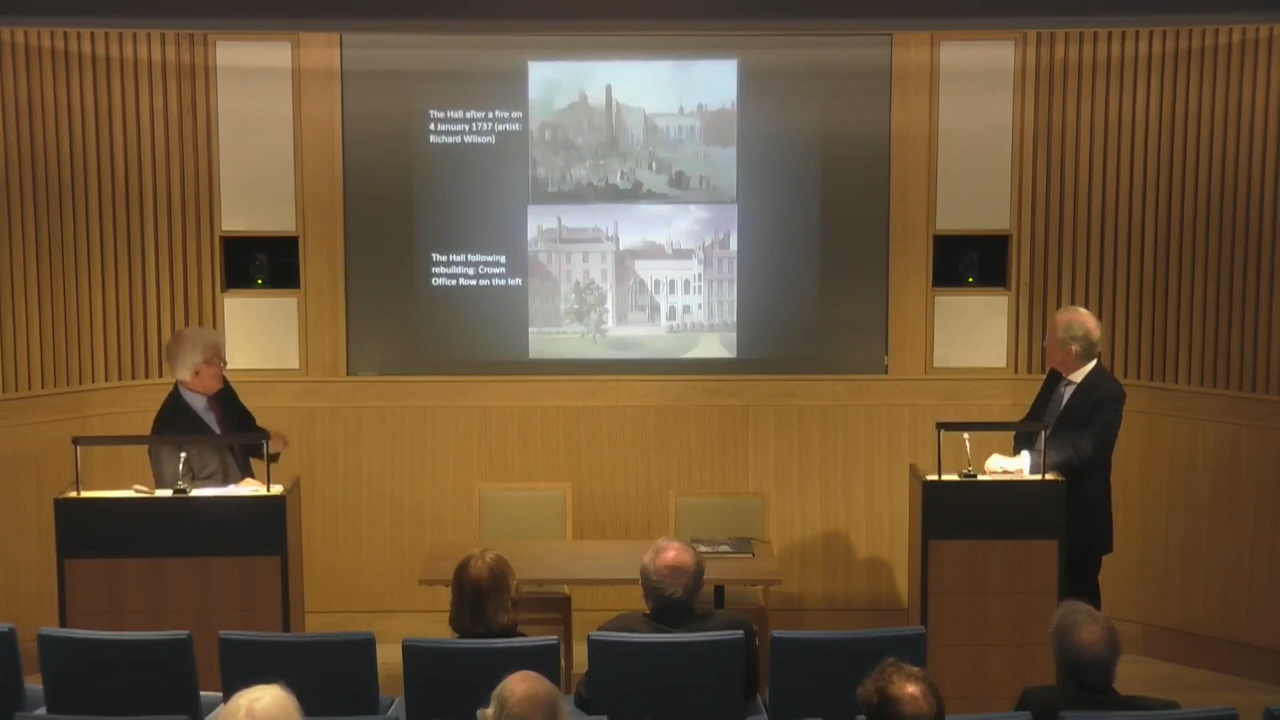 The Hall after a fire on
4 January 1737 (artist:
Richard Wilson)
The Hall following
rebuilding: Crown
Office Row on the left